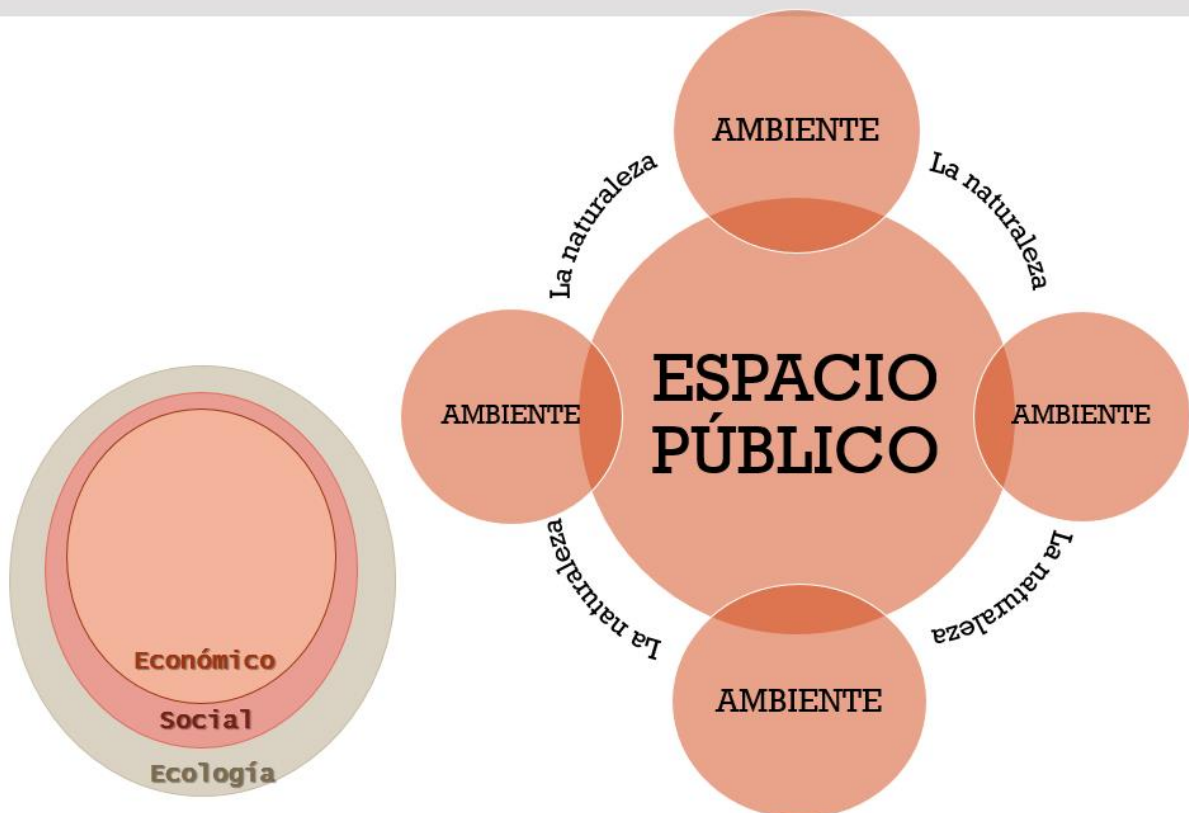 AMBIENTE
La naturaleza
La naturaleza
AMBIENTE
ESPACIO
PÚBLICO
AMBIENTE
La naturaleza
La naturaleza
AMBIENTE
Económico
Social
Ecología